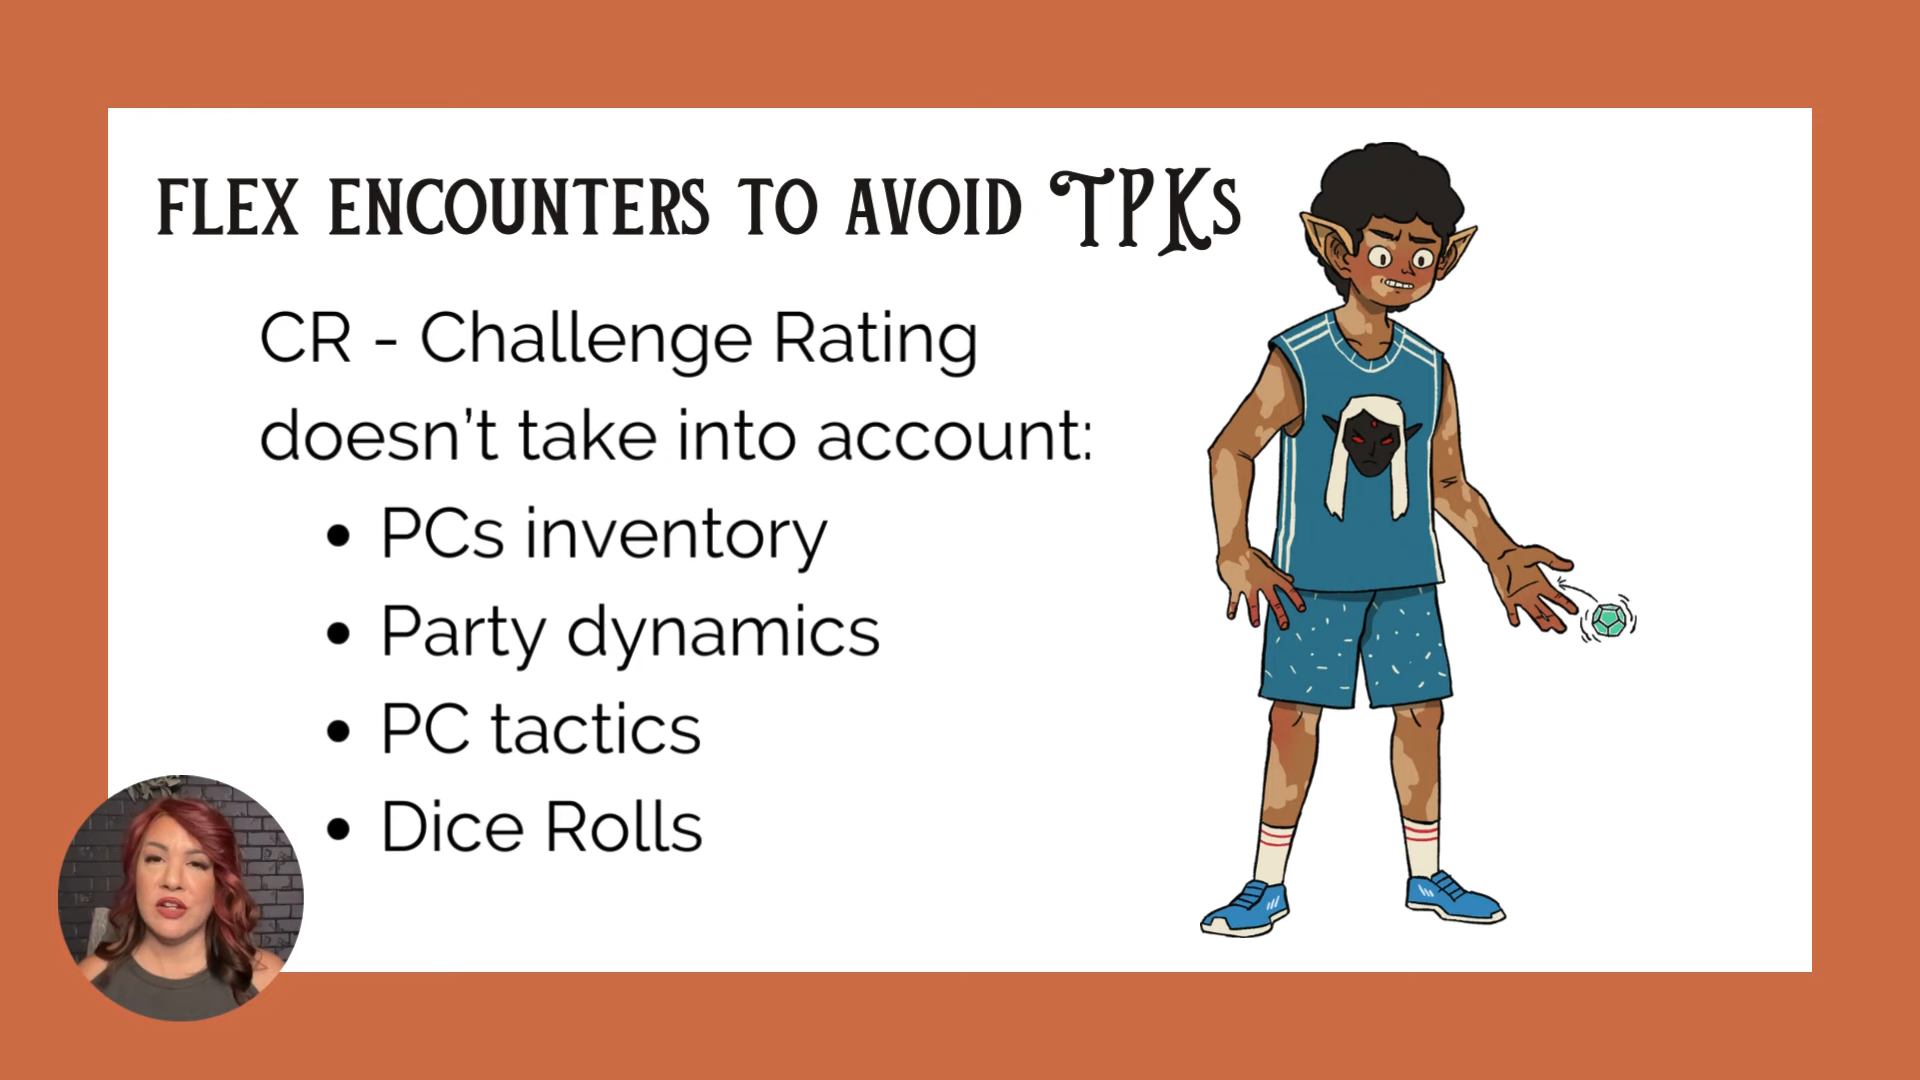 FLEX ENCOUNTERS TO AVOID TPKs
CR - Challenge Rating
doesn’t take into account:
• PCs inventory
• Party dynamics
• PC tactics
• Dice Rolls